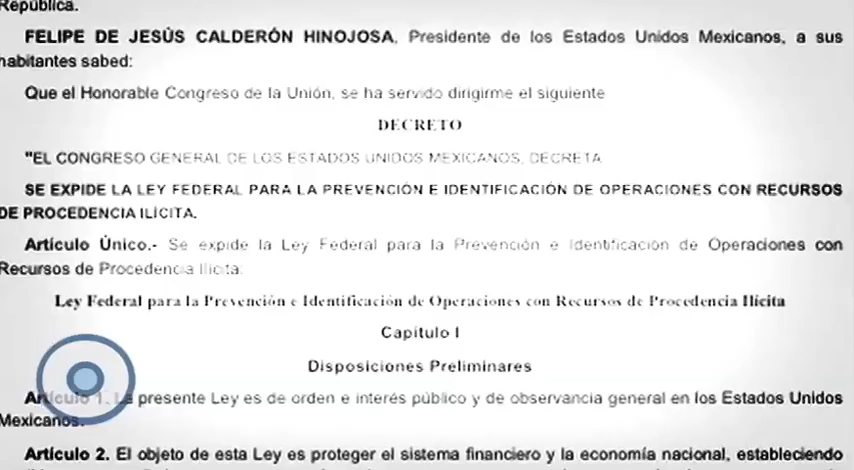 República.
FELIPE DE JESÚS CALDERÓN HINOJOSA, Presidente de los Estados Unidos Mexicanos, a sus
habitantes sabed:
Que el Honorable Congreso de la Unión, se ha servido dirigirme el siguiente
DECRETO
"EL CONGRESO GENERAL DE LOS ESTADOS UNIDOS MEXICANOS, DECRETA
SE EXPIDE LA LEY FEDERAL PARA LA PREVENCIÓN E IDENTIFICACIÓN DE OPERACIONES CON RECURSOS
DE PROCEDENCIA ILÍCITA.
Artículo Único.- Se expide la Ley Federal para la Prevención e Identificación de Operaciones con
Recursos de Procedencia Ilícita:
Ley Federal para la Prevención e Identificación de Operaciones con Recursos de Procedencia Ilícita
Capítulo I
Disposiciones Preliminares
Artículo 1. La presente Ley es de orden e interés público y de observancia general en los Estados Unidos
Mexicanos.
Artículo 2. El objeto de esta Ley es proteger el sistema financiero y la economía nacional, estableciendo